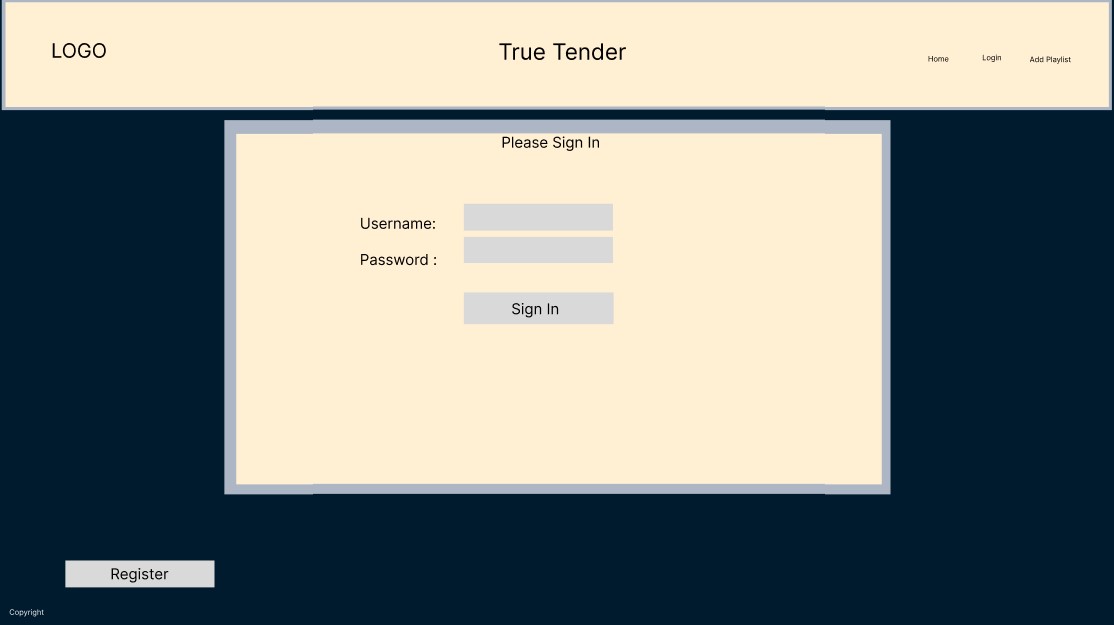 LOGO
True Tender
Home
Login
Add Playlist
Please Sign In
Username:
Password :
Sign In
Register
Copyright